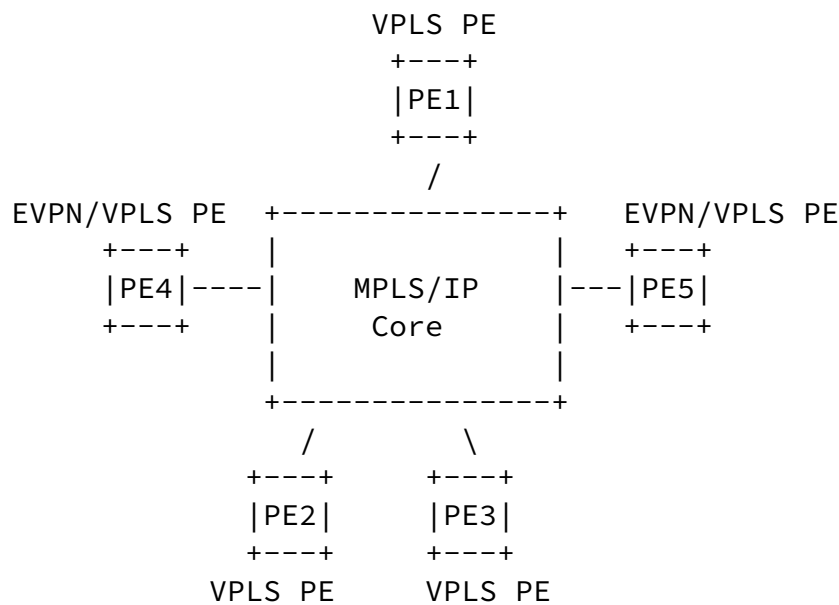 VPLS PE
+---+
|PE1|
+---+
/
EVPN/VPLS PE +---------------+ EVPN/VPLS PE
+---+ | | +---+
|PE4|----| MPLS/IP |---|PE5|
+---+ | Core | +---+
| |
+---------------+
/ \
+---+ +---+
|PE2| |PE3|
+---+ +---+
VPLS PE VPLS PE